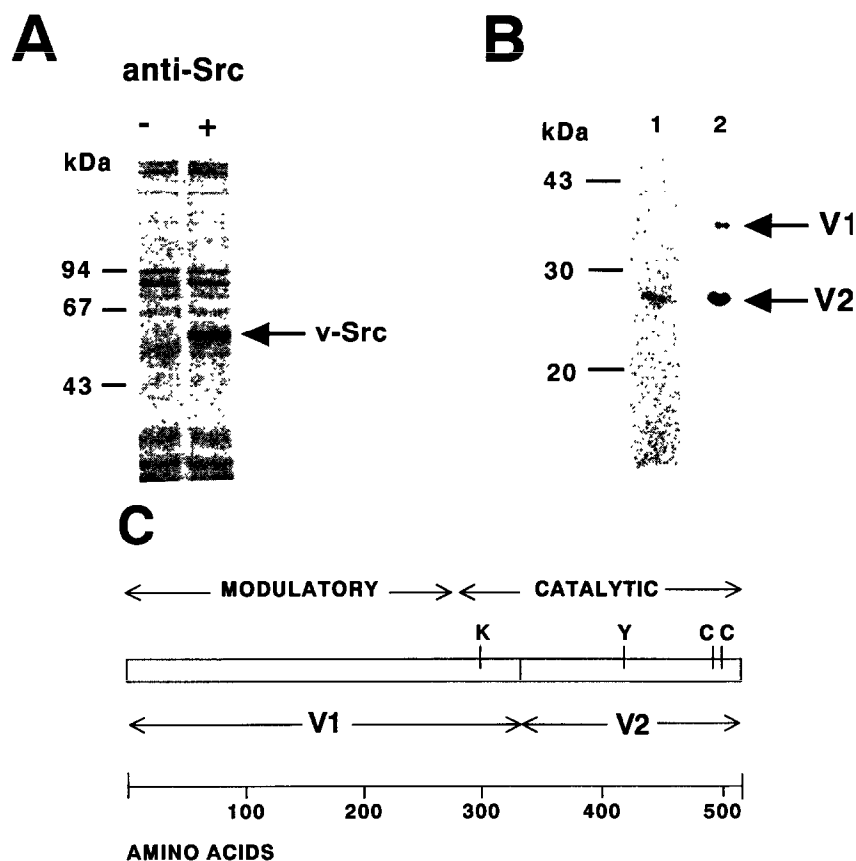 A
anti-Src
- +
kDa
94
67
43
v-Src
B
kDa
1 2
43
30
20
V1
V2
C
MODULATORY CATALYTIC
K Y C C
V1 V2
100 200 300 400 500
AMINO ACIDS